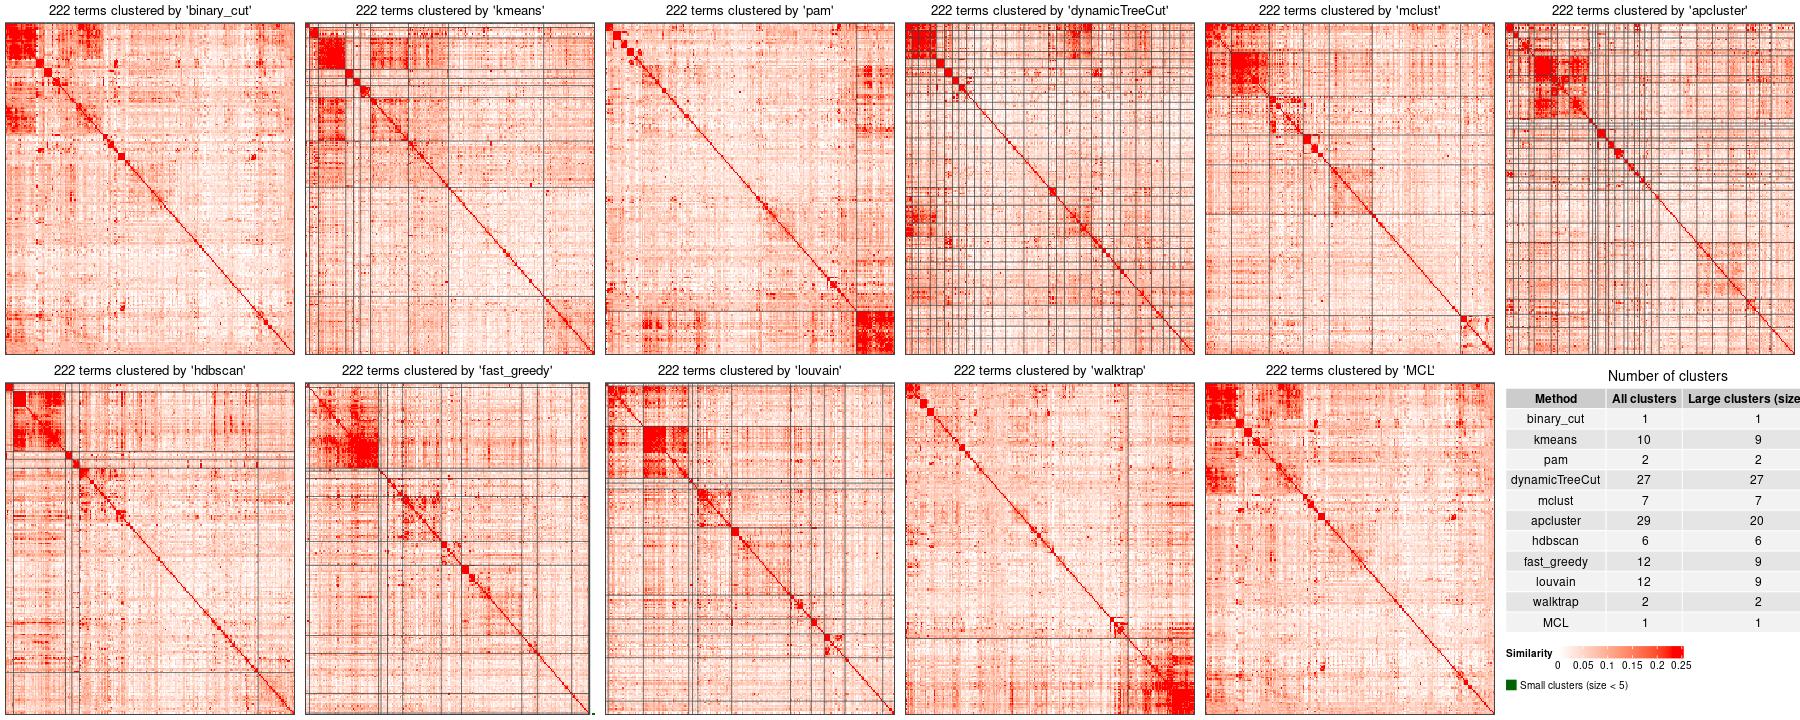 222 terms clustered by 'binary_cut'
222 terms clustered by 'kmeans'
222 terms clustered by 'pam'
222 terms clustered by 'dynamicTreeCut'
222 terms clustered by 'mclust'
222 terms clustered by 'apcluster'
222 terms clustered by 'hdbscan'
222 terms clustered by 'fast_greedy'
222 terms clustered by 'louvain'
222 terms clustered by 'walktrap'
222 terms clustered by 'MCL'
Number of clusters
Method All clusters Large clusters (size
binary_cut 1 1
kmeans 10 9
pam 2 2
dynamicTreeCut 27 27
mclust 7 7
apcluster 29 20
hdbscan 6 6
fast_greedy 12 9
louvain 12 9
walktrap 2 2
MCL 1 1
Similarity
0 0.05 0.1 0.15 0.2 0.25
Small clusters (size < 5)